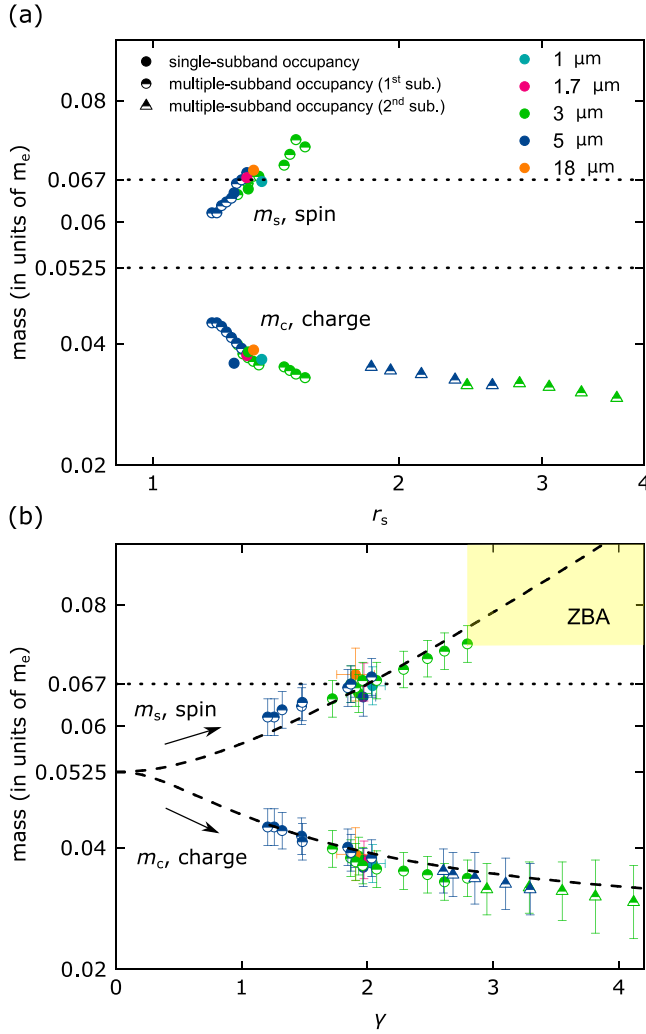 (a)
single-subband occupancy
multiple-subband occupancy (1st sub.)
multiple-subband occupancy (2nd sub.)
1 μm
1.7 μm
3 μm
5 μm
18 μm
0.08
0.067
0.06
0.0525
0.04
0.02
mass (in units of me)
ms, spin
mc, charge
1
2
3
4
rs
(b)
ZBA
0.08
0.067
0.06
0.0525
0.04
0.02
mass (in units of me)
ms, spin
mc, charge
0
1
2
3
4
γ